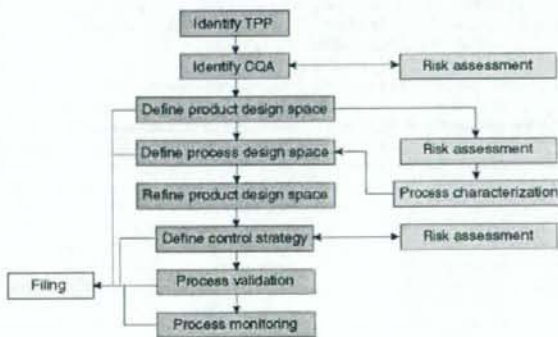 Identify TPP
Identify CQA
Risk assessment
Define product design space
Define process design space
Risk assessment
Refine product design space
Process characterization
Define control strategy
Risk assessment
Filing
Process validation
Process monitoring